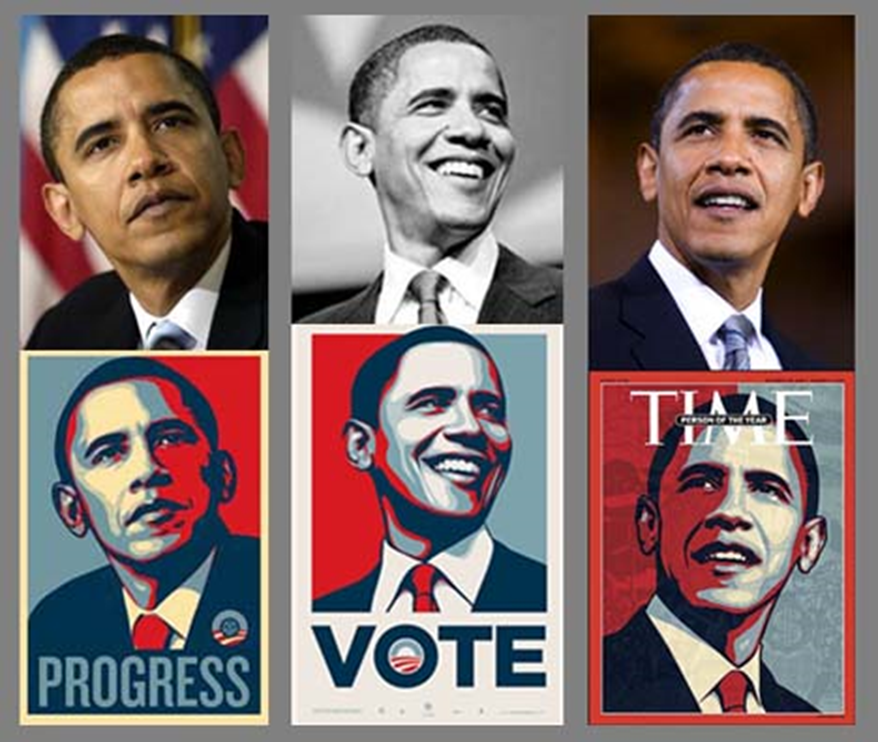 PROGRESS
VOTE
TIME
PERSON OF THE YEAR